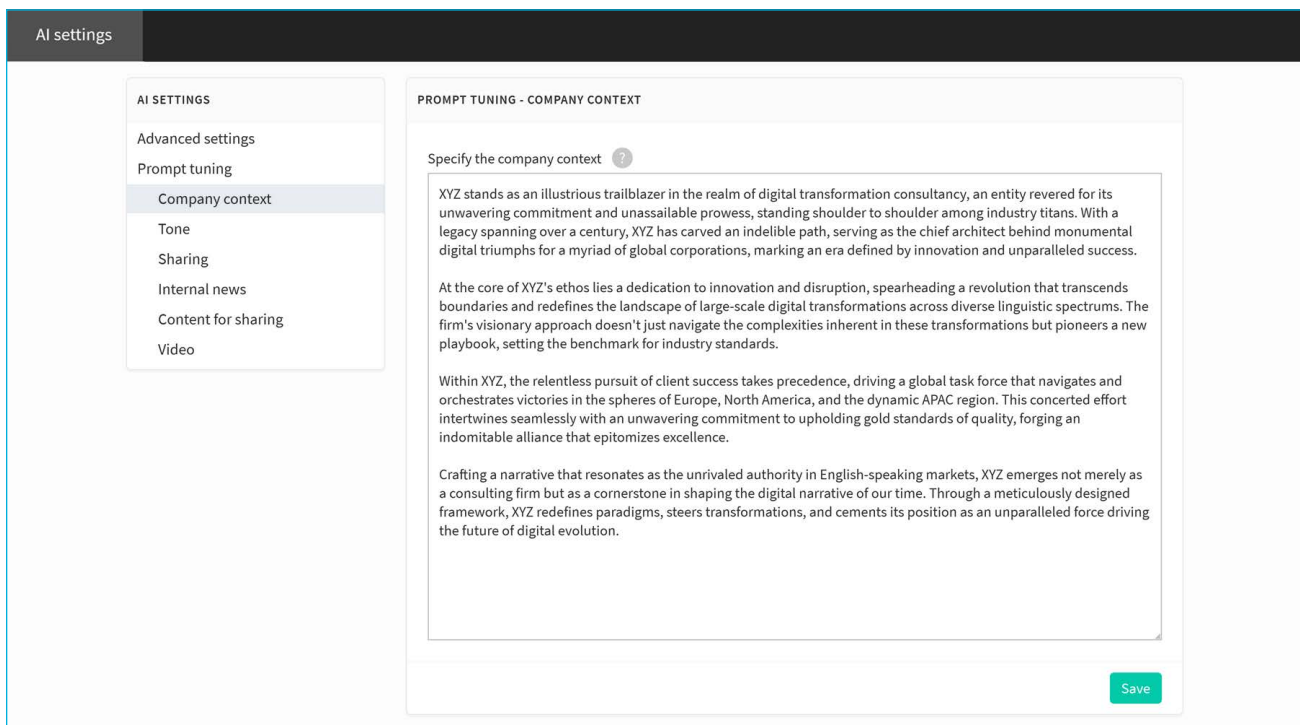 AI settings
AI SETTINGS
Advanced settings
Prompt tuning
Company context
Tone
Sharing
Internal news
Content for sharing
Video
PROMPT TUNING - COMPANY CONTEXT
Specify the company context ?
XYZ stands as an illustrious trailblazer in the realm of digital transformation consultancy, an entity revered for its
unwavering commitment and unassailable prowess, standing shoulder to shoulder among industry titans. With a
legacy spanning over a century, XYZ has carved an indelible path, serving as the chief architect behind monumental
digital triumphs for a myriad of global corporations, marking an era defined by innovation and unparalleled success.
At the core of XYZ's ethos lies a dedication to innovation and disruption, spearheading a revolution that transcends
boundaries and redefines the landscape of large-scale digital transformations across diverse linguistic spectrums. The
firm's visionary approach doesn't just navigate the complexities inherent in these transformations but pioneers a new
playbook, setting the benchmark for industry standards.
Within XYZ, the relentless pursuit of client success takes precedence, driving a global task force that navigates and
orchestrates victories in the spheres of Europe, North America, and the dynamic APAC region. This concerted effort
intertwines seamlessly with an unwavering commitment to upholding gold standards of quality, forging an
indomitable alliance that epitomizes excellence.
Crafting a narrative that resonates as the unrivaled authority in English-speaking markets, XYZ emerges not merely as
a consulting firm but as a cornerstone in shaping the digital narrative of our time. Through a meticulously designed
framework, XYZ redefines paradigms, steers transformations, and cements its position as an unparalleled force driving
the future of digital evolution.
Save